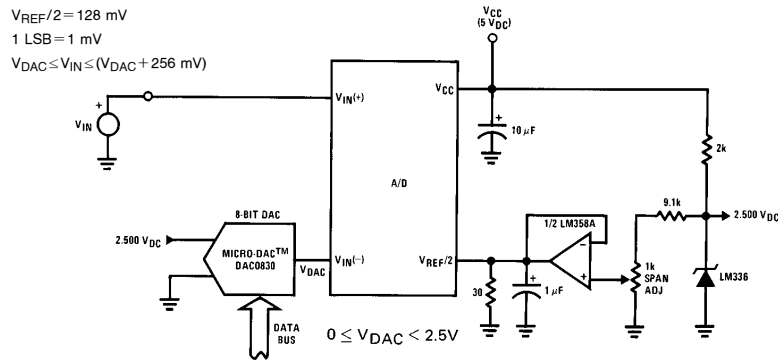 V_REF/2=128 mV
1 LSB=1 mV
V_DAC≤V_IN≤(V_DAC+256 mV)
V_CC
(5 V_DC)
+
V_IN
V_IN(+)
V_CC
+
10 μF
2k
A/D
8-BIT DAC
2.500 V_DC
MICRO-DAC™
DAC0830
V_DAC
V_IN(−)
V_REF/2
1/2 LM358A
−
+
30
+
1 μF
9.1k
2.500 V_DC
1k
SPAN
ADJ
LM336
DATA
BUS
0 ≤ V_DAC < 2.5V